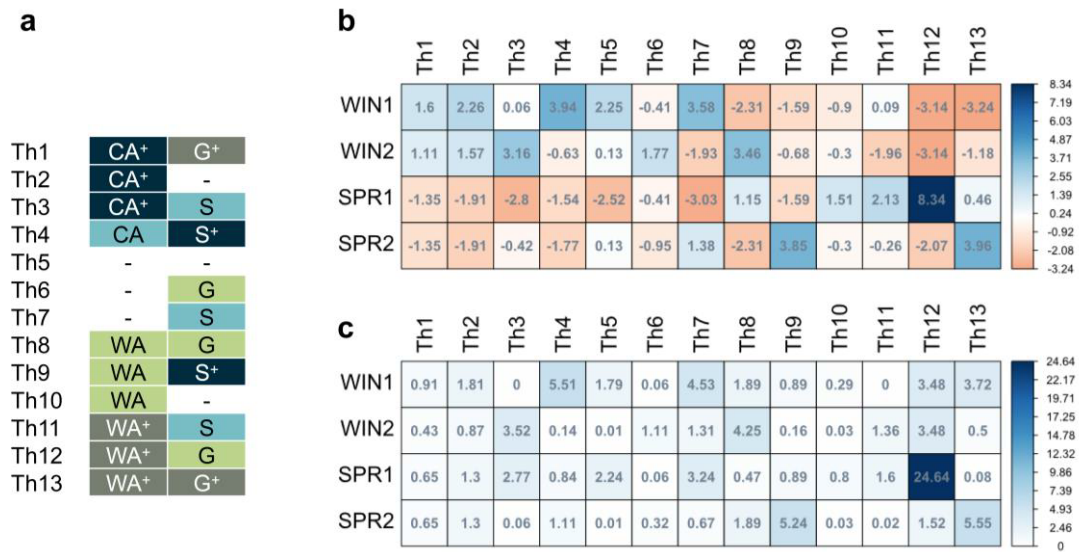 a
Th1 CA⁺ G⁺
Th2 CA⁺ -
Th3 CA⁺ S
Th4 CA S⁺
Th5 - -
Th6 - G
Th7 - S
Th8 WA G
Th9 WA S⁺
Th10 WA -
Th11 WA⁺ S
Th12 WA⁺ G
Th13 WA⁺ G⁺
b
Th1 Th2 Th3 Th4 Th5 Th6 Th7 Th8 Th9 Th10 Th11 Th12 Th13
WIN1 1.6 2.26 0.06 3.94 2.25 -0.41 3.58 -2.31 -1.59 -0.9 0.09 -3.14 -3.24
WIN2 1.11 1.57 3.16 -0.63 0.13 1.77 -1.93 3.46 -0.68 -0.3 -1.96 -3.14 -1.18
SPR1 -1.35 -1.91 -2.8 -1.54 -2.52 -0.41 -3.03 1.15 -1.59 1.51 2.13 8.34 0.46
SPR2 -1.35 -1.91 -0.42 -1.77 0.13 -0.95 1.38 -2.31 3.85 -0.3 -0.26 -2.07 3.96
8.34
7.19
6.03
4.87
3.71
2.55
1.39
0.24
-0.92
-2.08
-3.24
c
Th1 Th2 Th3 Th4 Th5 Th6 Th7 Th8 Th9 Th10 Th11 Th12 Th13
WIN1 0.91 1.81 0 5.51 1.79 0.06 4.53 1.89 0.89 0.29 0 3.48 3.72
WIN2 0.43 0.87 3.52 0.14 0.01 1.11 1.31 4.25 0.16 0.03 1.36 3.48 0.5
SPR1 0.65 1.3 2.77 0.84 2.24 0.06 3.24 0.47 0.89 0.8 1.6 24.64 0.08
SPR2 0.65 1.3 0.06 1.11 0.01 0.32 0.67 1.89 5.24 0.03 0.02 1.52 5.55
24.64
22.17
19.71
17.25
14.78
12.32
9.86
7.39
4.93
2.46
0